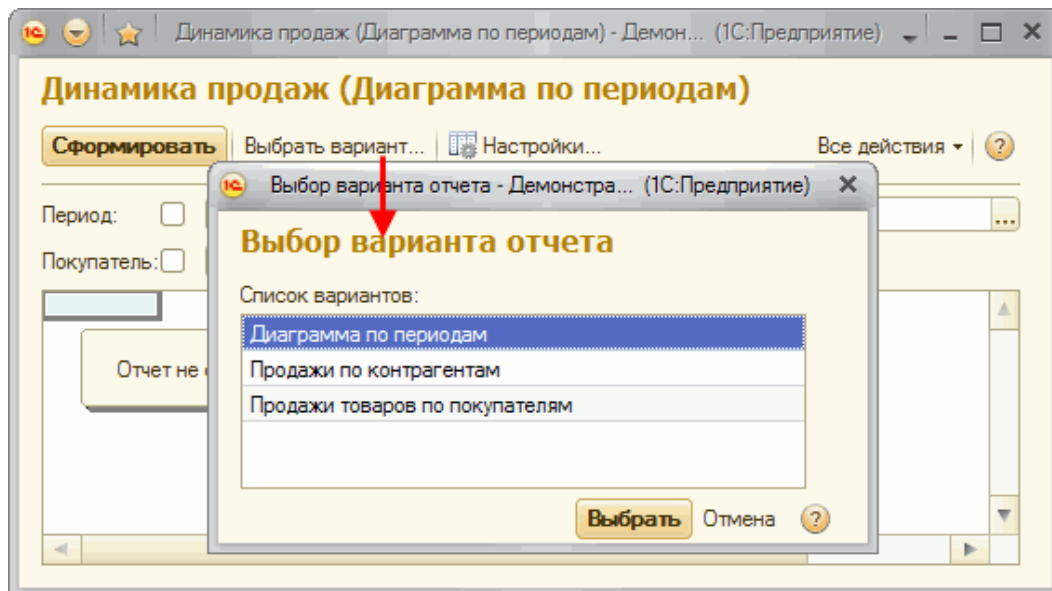 Динамика продаж (Диаграмма по периодам) - Демон... (1С:Предприятие)
Динамика продаж (Диаграмма по периодам)
Сформировать Выбрать вариант... Настройки... Все действия ?
Выбор варианта отчета - Демонстра... (1С:Предприятие)
Период: ...
Выбор варианта отчета
Покупатель:
Список вариантов:
Диаграмма по периодам
Отчет не
Продажи по контрагентам
Продажи товаров по покупателям
Выбрать Отмена ?